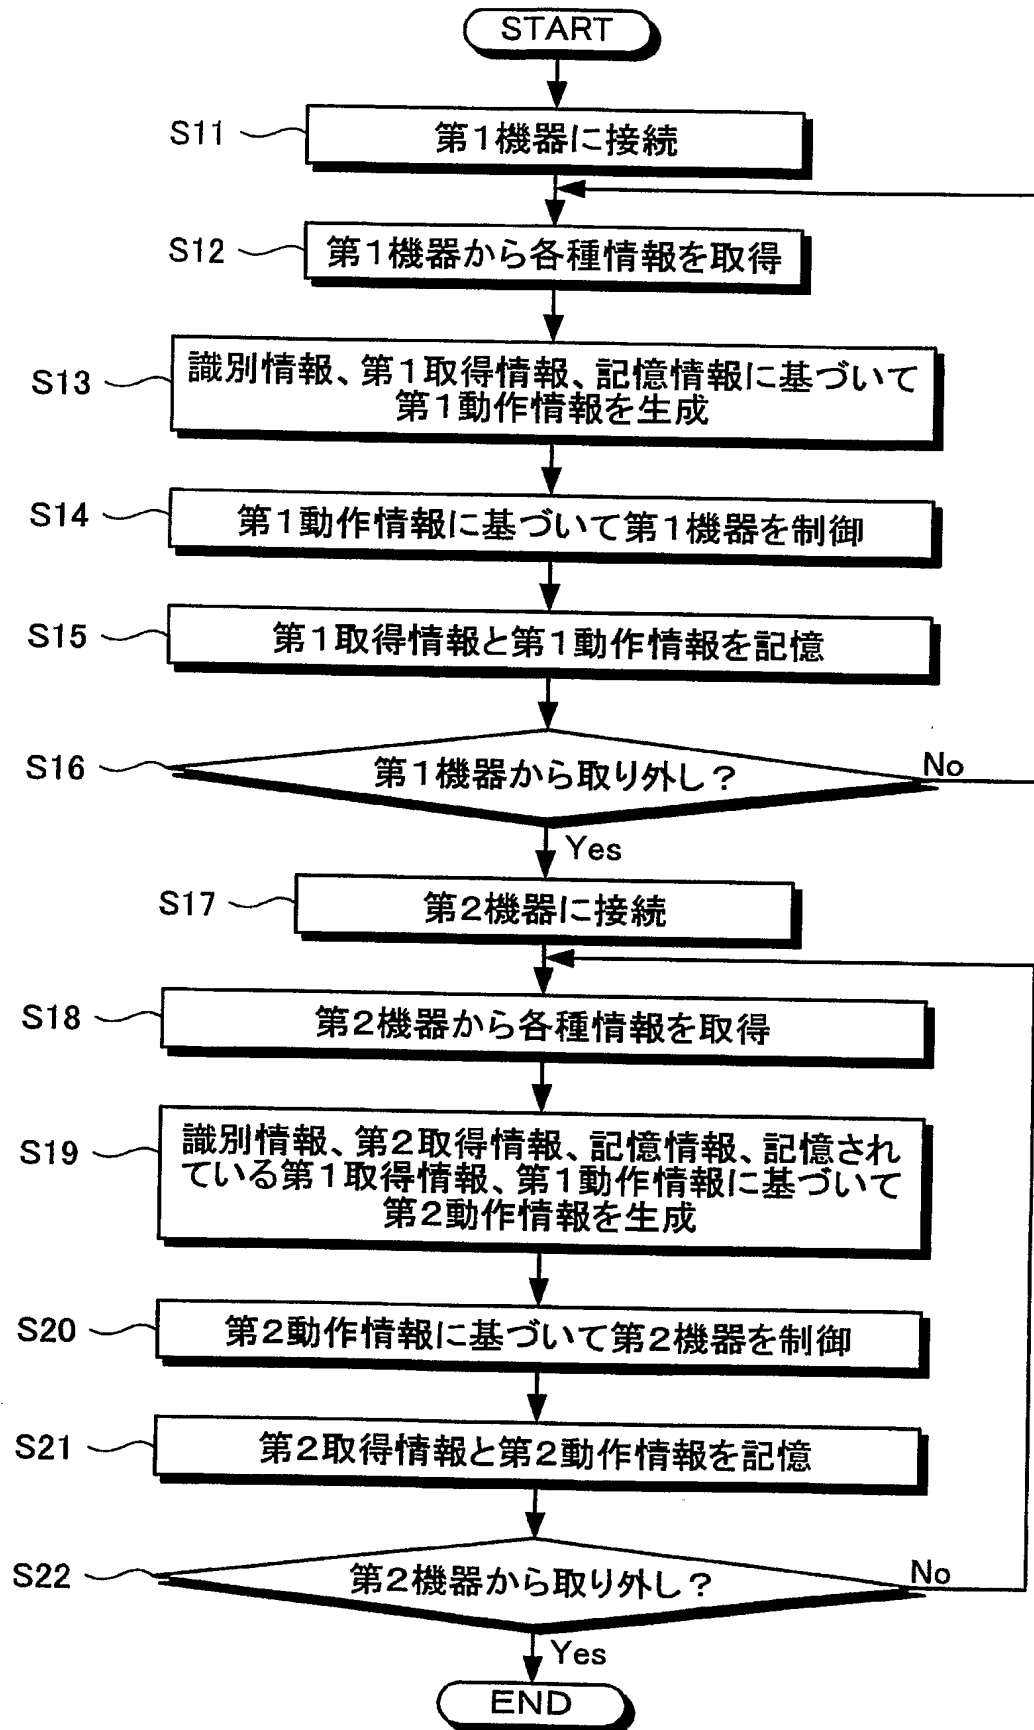 START
S11
第1機器に接続
S12
第1機器から各種情報を取得
S13
識別情報、第1取得情報、記憶情報に基づいて
第1動作情報を生成
S14
第1動作情報に基づいて第1機器を制御
S15
第1取得情報と第1動作情報を記憶
S16
第1機器から取り外し？
No
Yes
S17
第2機器に接続
S18
第2機器から各種情報を取得
S19
識別情報、第2取得情報、記憶情報、記憶され
ている第1取得情報、第1動作情報に基づいて
第2動作情報を生成
S20
第2動作情報に基づいて第2機器を制御
S21
第2取得情報と第2動作情報を記憶
S22
第2機器から取り外し？
No
Yes
END